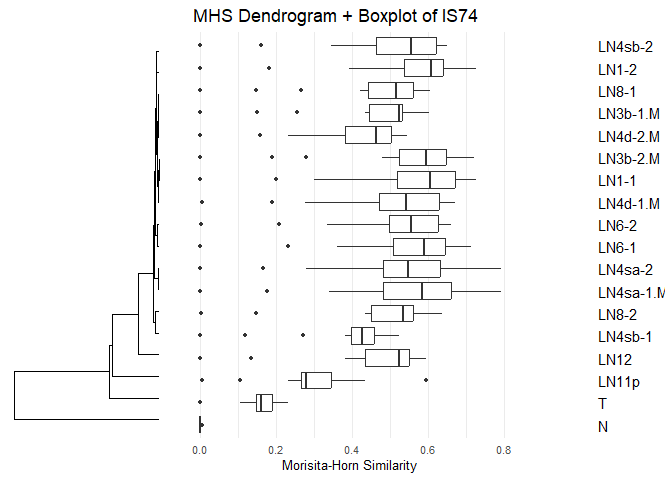 MHS Dendrogram + Boxplot of IS74
LN4sb-2
LN1-2
LN8-1
LN3b-1.M
LN4d-2.M
LN3b-2.M
LN1-1
LN4d-1.M
LN6-2
LN6-1
LN4sa-2
LN4sa-1.M
LN8-2
LN4sb-1
LN12
LN11p
T
N
0.0 0.2 0.4 0.6 0.8
Morisita-Horn Similarity